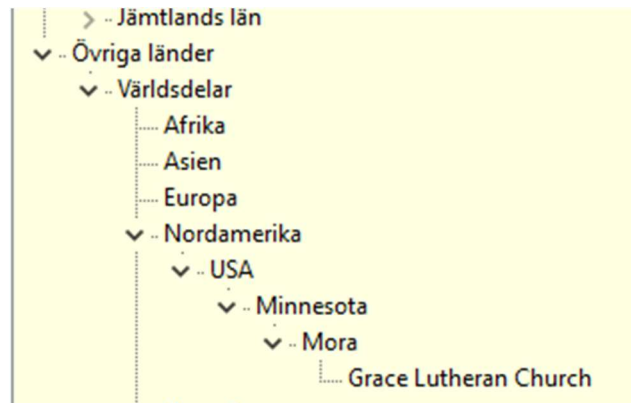 Jämtlands län
Övriga länder
Världsdelar
Afrika
Asien
Europa
Nordamerika
USA
Minnesota
Mora
Grace Lutheran Church